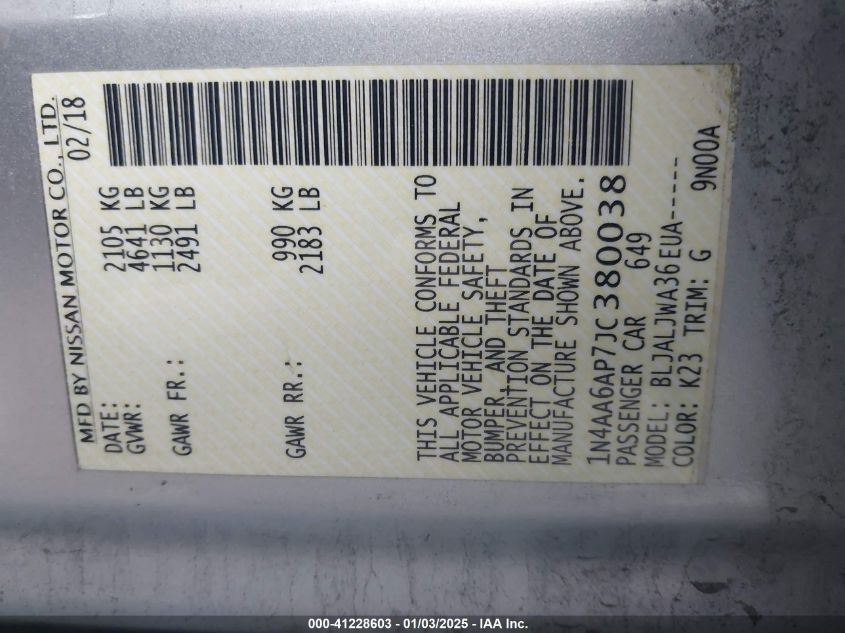 MFD BY NISSAN MOTOR CO., LTD.
DATE: 02/18
GVWR: 2105 KG
4641 LB
GAWR FR.: 1130 KG
2491 LB
GAWR RR.: 990 KG
2183 LB
THIS VEHICLE CONFORMS TO
ALL APPLICABLE FEDERAL
MOTOR VEHICLE SAFETY,
BUMPER, AND THEFT
PREVENTION STANDARDS IN
EFFECT ON THE DATE OF
MANUFACTURE SHOWN ABOVE.
1N4AA6AP7JC380038
PASSENGER CAR 649
MODEL: BLJALJWA36EUA-----
COLOR: K23 TRIM: G 9N00A
000-41228603 - 01/03/2025 - IAA Inc.